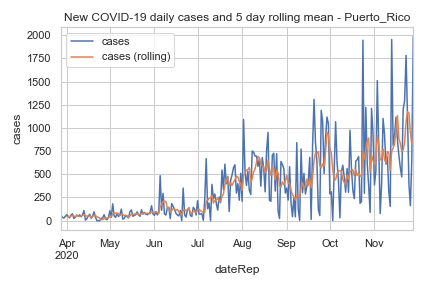 New COVID-19 daily cases and 5 day rolling mean - Puerto_Rico
cases
cases (rolling)
2000
1750
1500
1250
1000
750
500
250
0
cases
Apr May Jun Jul Aug Sep Oct Nov
2020
dateRep